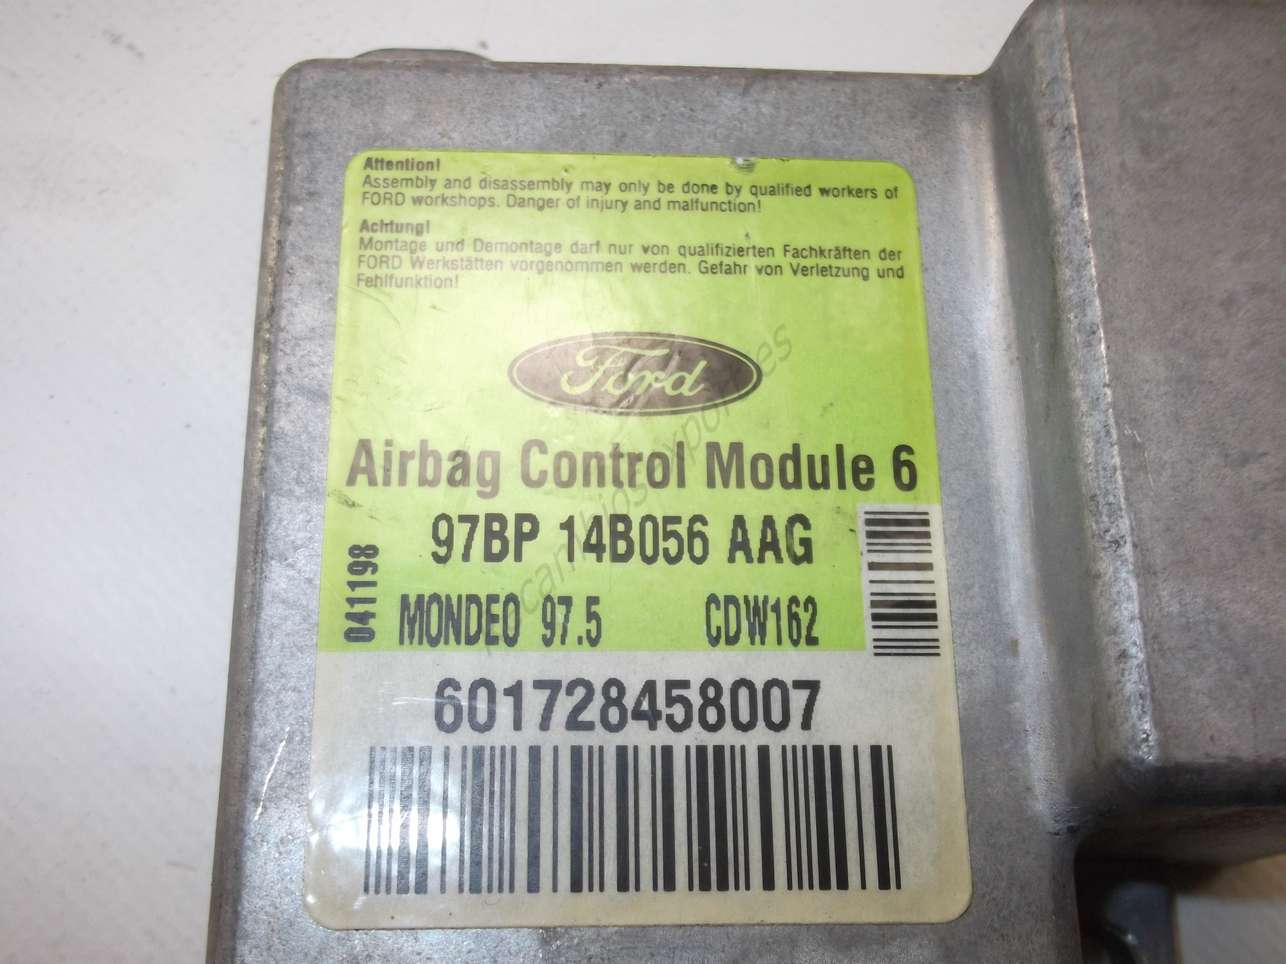 Attention!
Assembly and disassembly may only be done by qualified workers of
FORD workshops. Danger of injury and malfunction!
Achtung!
Montage und Demontage darf nur von qualifizierten Fachkräften der
FORD Werkstätten vorgenommen werden. Gefahr von Verletzung und
Fehlfunktion!
Ford
Airbag Control Module 6
97BP 14B056 AAG
041198
MONDEO 97.5 CDW162
601728458007